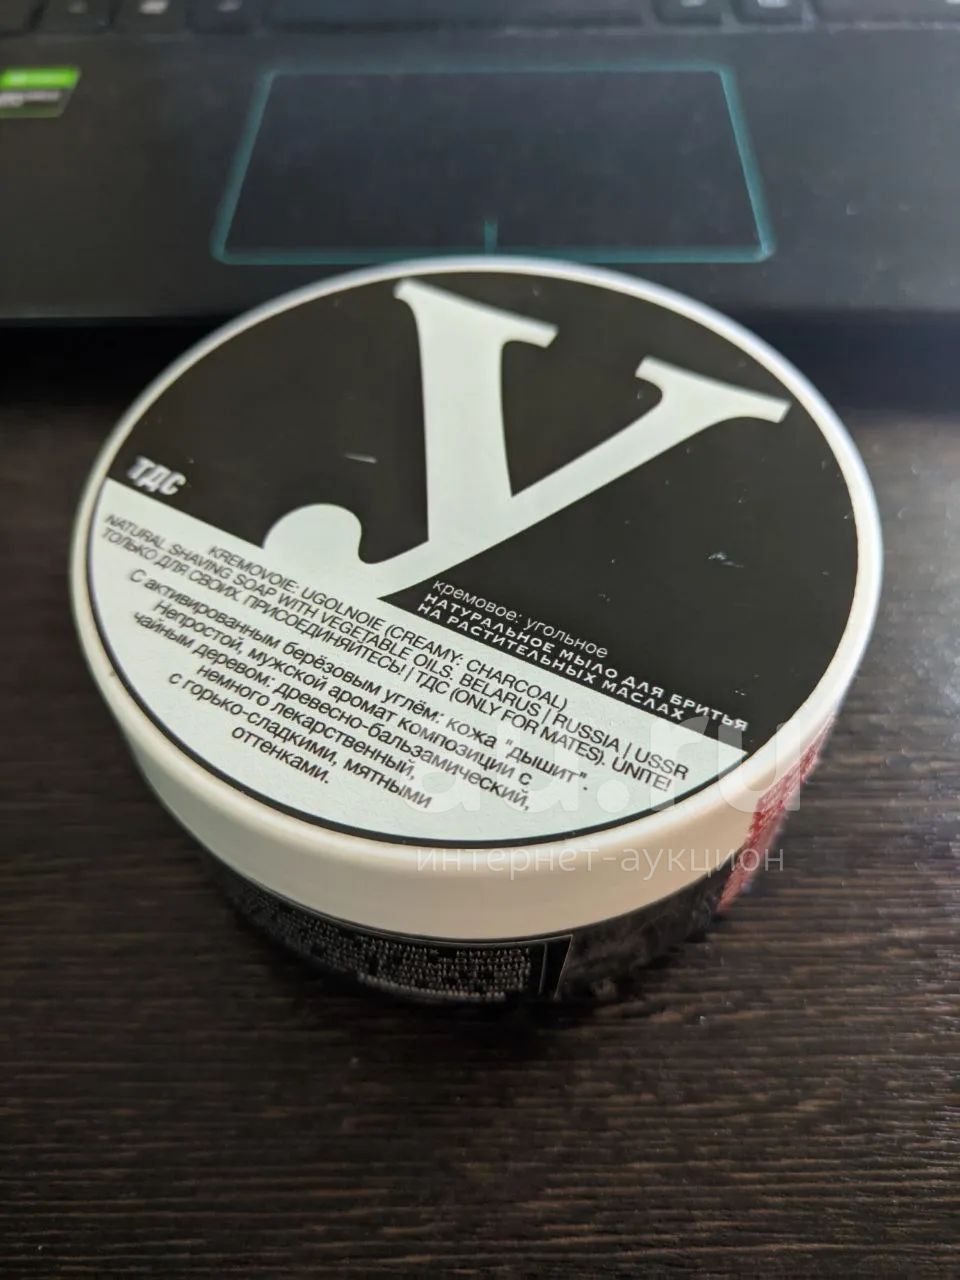 У
ТДС
кремовое: угольное
НАТУРАЛЬНОЕ МЫЛО ДЛЯ БРИТЬЯ
НА РАСТИТЕЛЬНЫХ МАСЛАХ
KREMOVOIE: UGOLNOIE (CREAMY: CHARCOAL)
NATURAL SHAVING SOAP WITH VEGETABLE OILS. BELARUS | RUSSIA | USSR
ТОЛЬКО ДЛЯ СВОИХ. ПРИСОЕДИНЯЙТЕСЬ! | ТДС (ONLY FOR MATES). UNITE!
С активированным берёзовым углём: кожа "дышит".
Непростой, мужской аромат композиции с
чайным деревом: древесно-бальзамический,
немного лекарственный,
с горько-сладкими, мятными
оттенками.
au.ru
интернет-аукцион